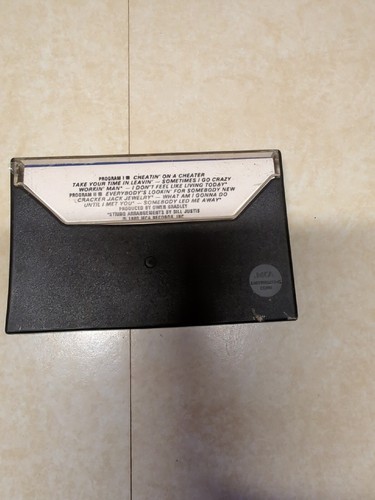 PROGRAM I CHEATIN' ON A CHEATER
TAKE YOUR TIME IN LEAVIN' — SOMETIMES I GO CRAZY
WORKIN' MAN* — I DON'T FEEL LIKE LIVING TODAY*
PROGRAM II EVERYBODY'S LOOKIN' FOR SOMEBODY NEW
CRACKER JACK JEWELRY* — WHAT AM I GONNA DO
UNTIL I MET YOU* — SOMEBODY LED ME AWAY*
PRODUCED BY OWEN BRADLEY
*STRING ARRANGEMENTS BY BILL JUSTIS
MCA RECORDS, INC.
MCA